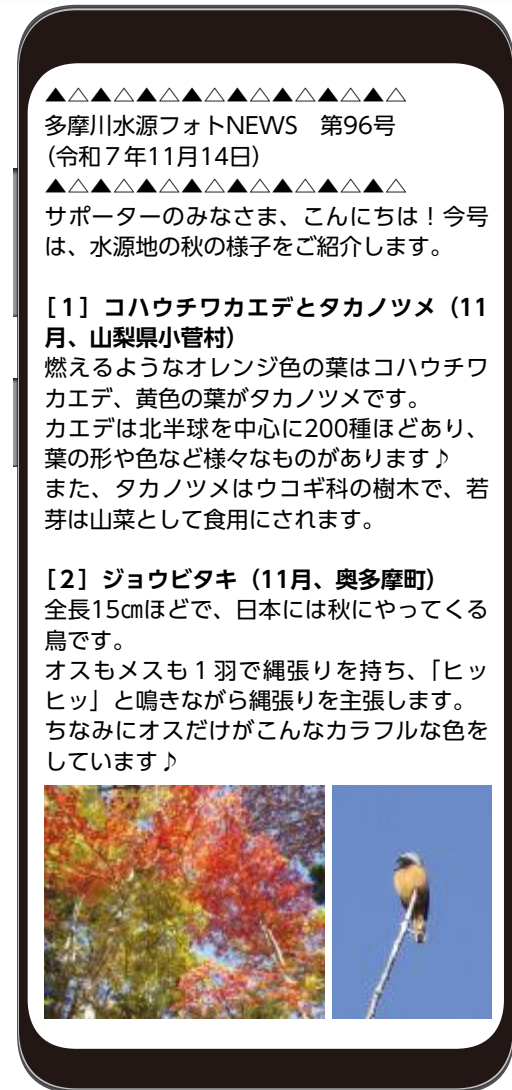 ▲△▲△▲△▲△▲△▲△▲△▲△
多摩川水源フォトNEWS　第96号
（令和７年11月14日）
▲△▲△▲△▲△▲△▲△▲△▲△
サポーターのみなさま、こんにちは！今号
は、水源地の秋の様子をご紹介します。
［１］コハウチワカエデとタカノツメ（11
月、山梨県小菅村）
燃えるようなオレンジ色の葉はコハウチワ
カエデ、黄色の葉がタカノツメです。
カエデは北半球を中心に200種ほどあり、
葉の形や色など様々なものがあります♪
また、タカノツメはウコギ科の樹木で、若
芽は山菜として食用にされます。
［２］ジョウビタキ（11月、奥多摩町）
全長15㎝ほどで、日本には秋にやってくる
鳥です。
オスもメスも１羽で縄張りを持ち、「ヒッ
ヒッ」と鳴きながら縄張りを主張します。
ちなみにオスだけがこんなカラフルな色を
しています♪